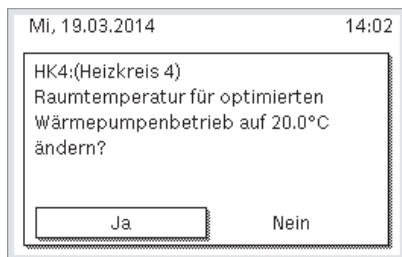 Mi, 19.03.2014 14:02
HK4:(Heizkreis 4)
Raumtemperatur für optimierten
Wärmepumpenbetrieb auf 20.0°C
ändern?
Ja Nein